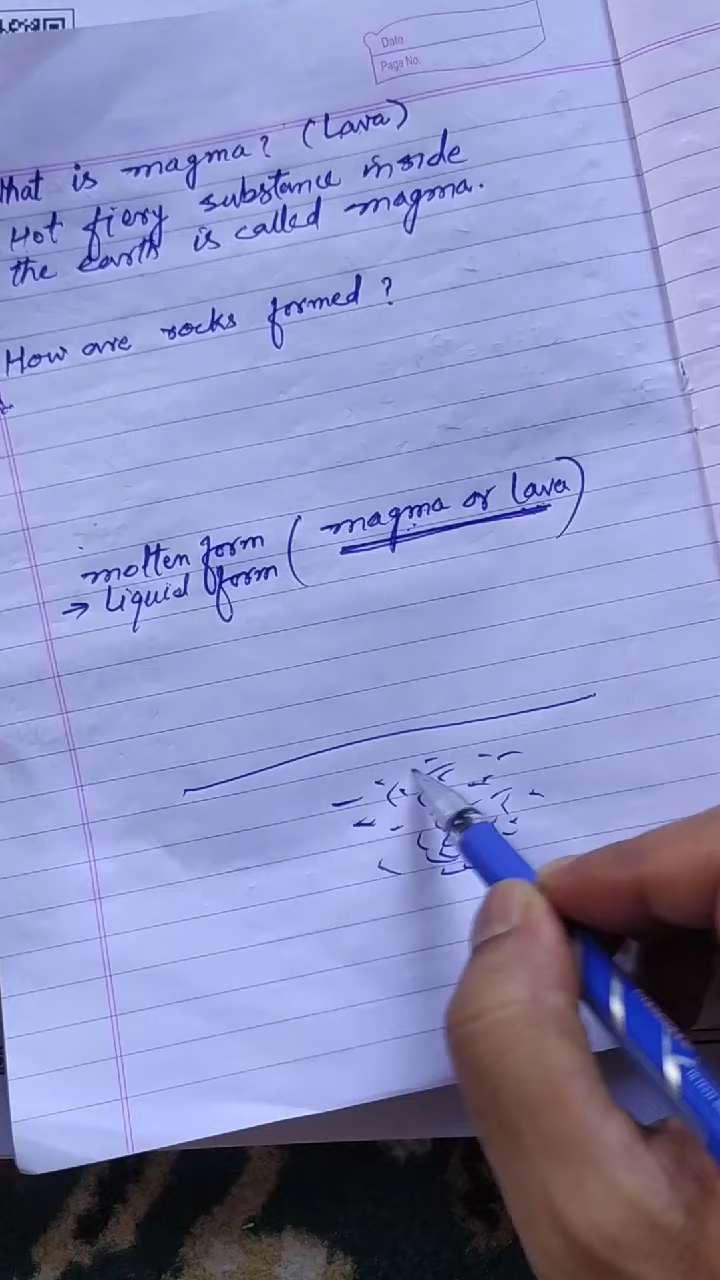 Date
Page No.
hat is magma? (Lava)
Hot fiery substance inside
the earth is called magma.
How are rocks formed?
molten form (magma or Lava)
→ Liquid form